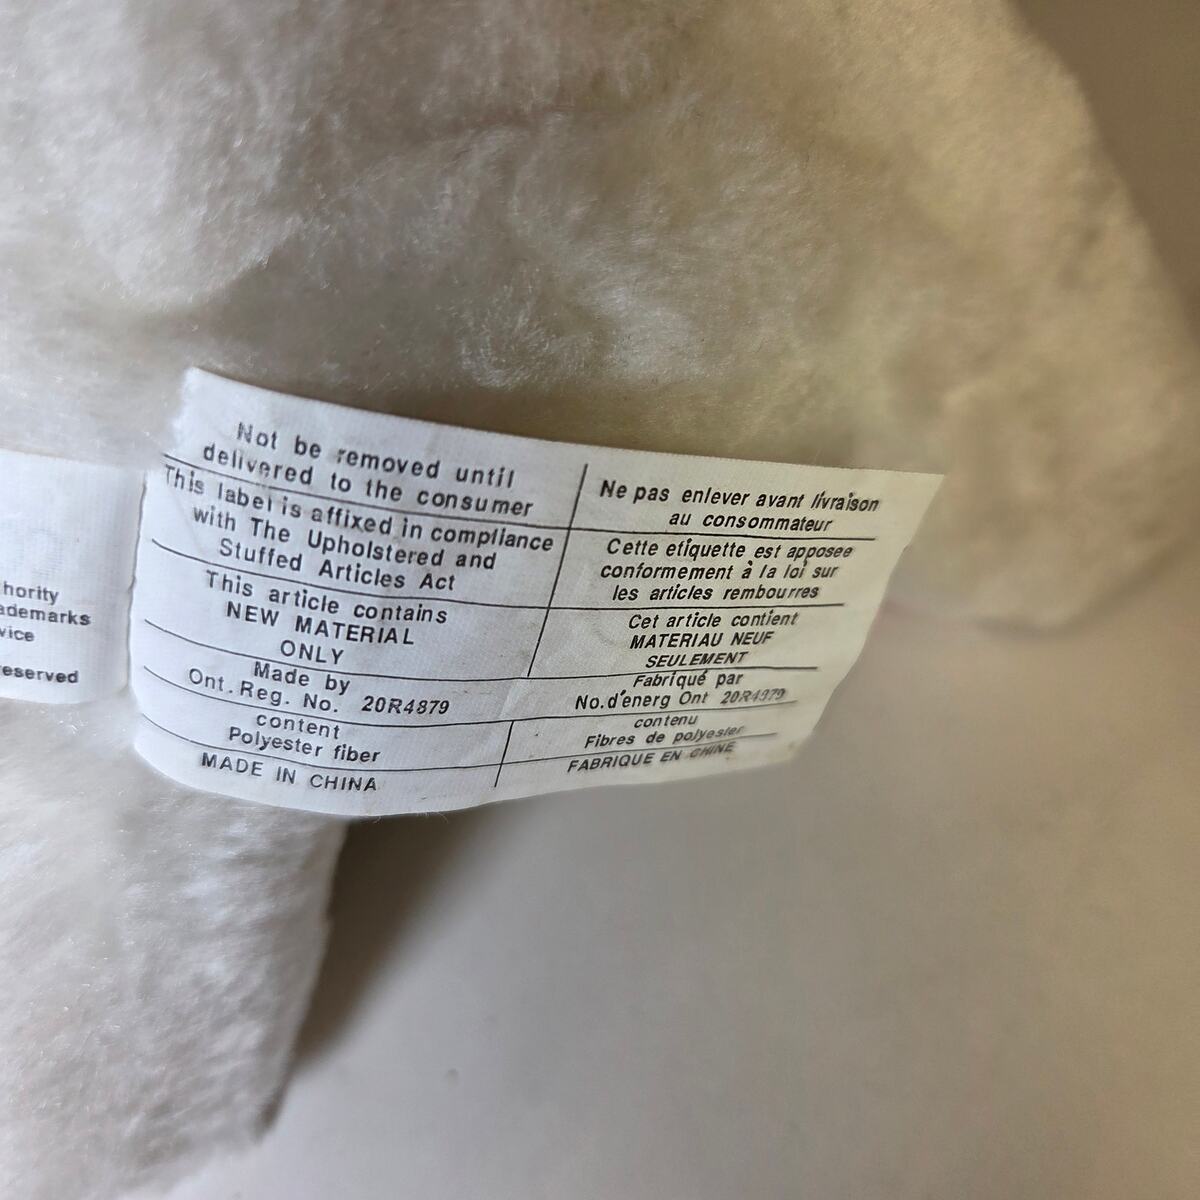 hority
ademarks
vice
eserved
Not be removed until
delivered to the consumer
This label is affixed in compliance
with The Upholstered and
Stuffed Articles Act
This article contains
NEW MATERIAL
ONLY
Made by
Ont. Reg. No. 20R4879
content
Polyester fiber
MADE IN CHINA
Ne pas enlever avant livraison
au consommateur
Cette etiquette est apposee
conformement à la loi sur
les articles rembourres
Cet article contient
MATERIAU NEUF
SEULEMENT
Fabriqué par
No.d'énerg Ont 20R4979
contenu
Fibres de polyester
FABRIQUE EN CHINE